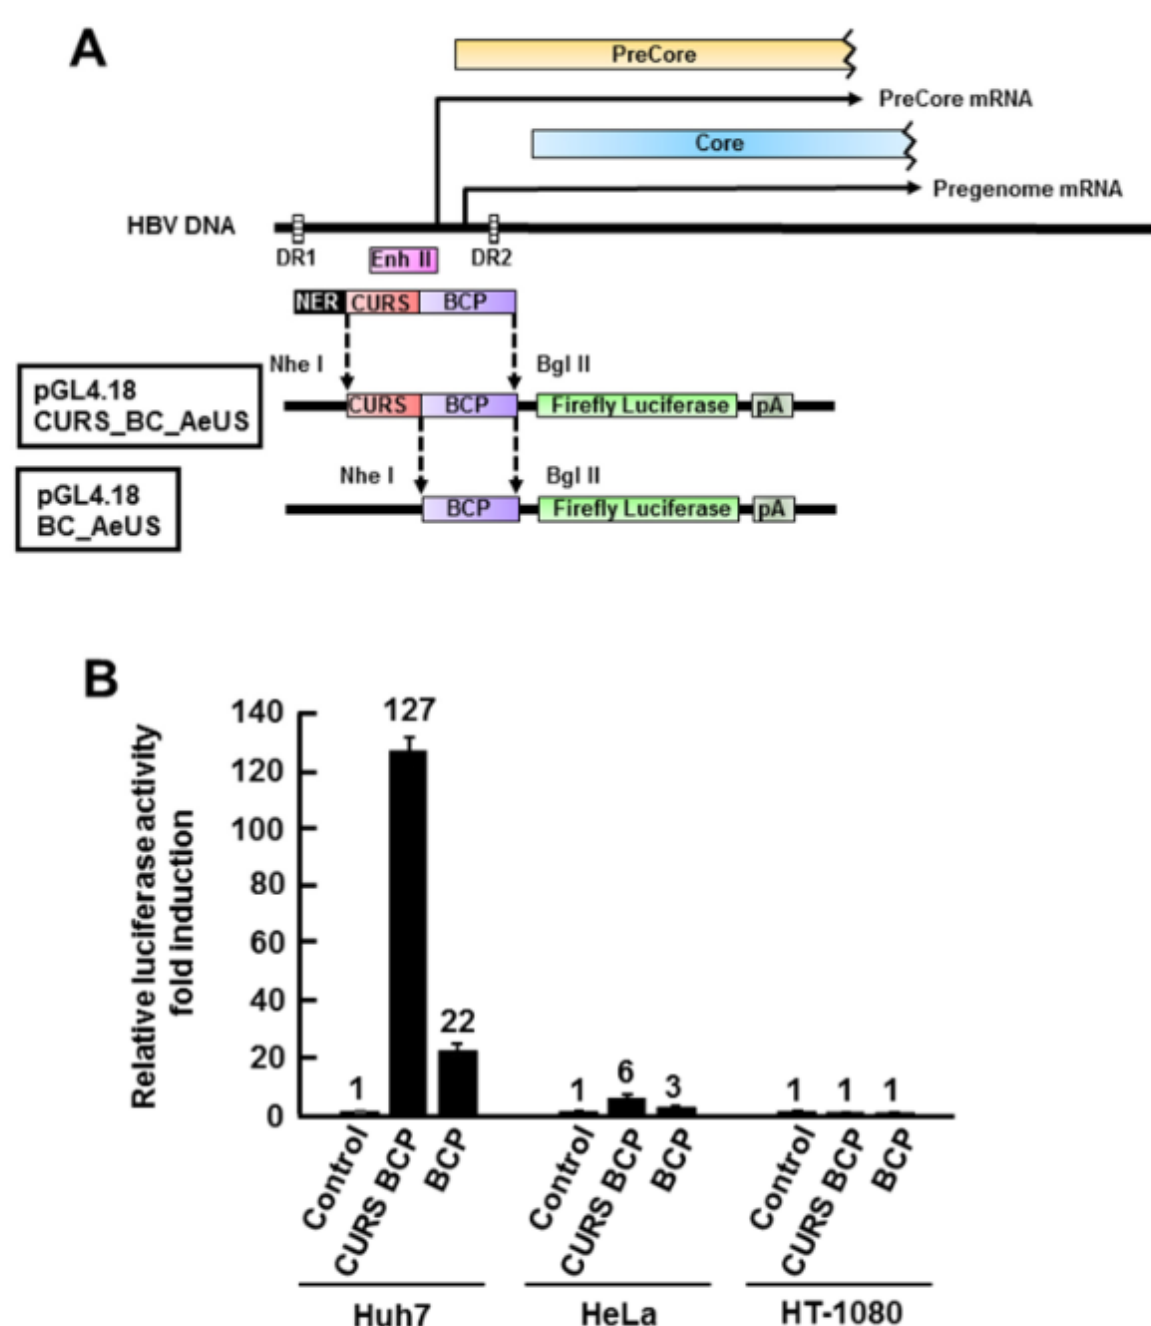 A
PreCore
PreCore mRNA
Core
Pregenome mRNA
HBV DNA
DR1
Enh II
DR2
NER
CURS
BCP
Nhe I
Bgl II
pGL4.18
CURS_BC_AeUS
CURS
BCP
Firefly Luciferase
pA
Nhe I
Bgl II
pGL4.18
BC_AeUS
BCP
Firefly Luciferase
pA
B
Relative luciferase activity
fold induction
140
120
100
80
60
40
20
0
1
127
22
1
6
3
1
1
1
Control
CURS BCP
BCP
Control
CURS BCP
BCP
Control
CURS BCP
BCP
Huh7
HeLa
HT-1080